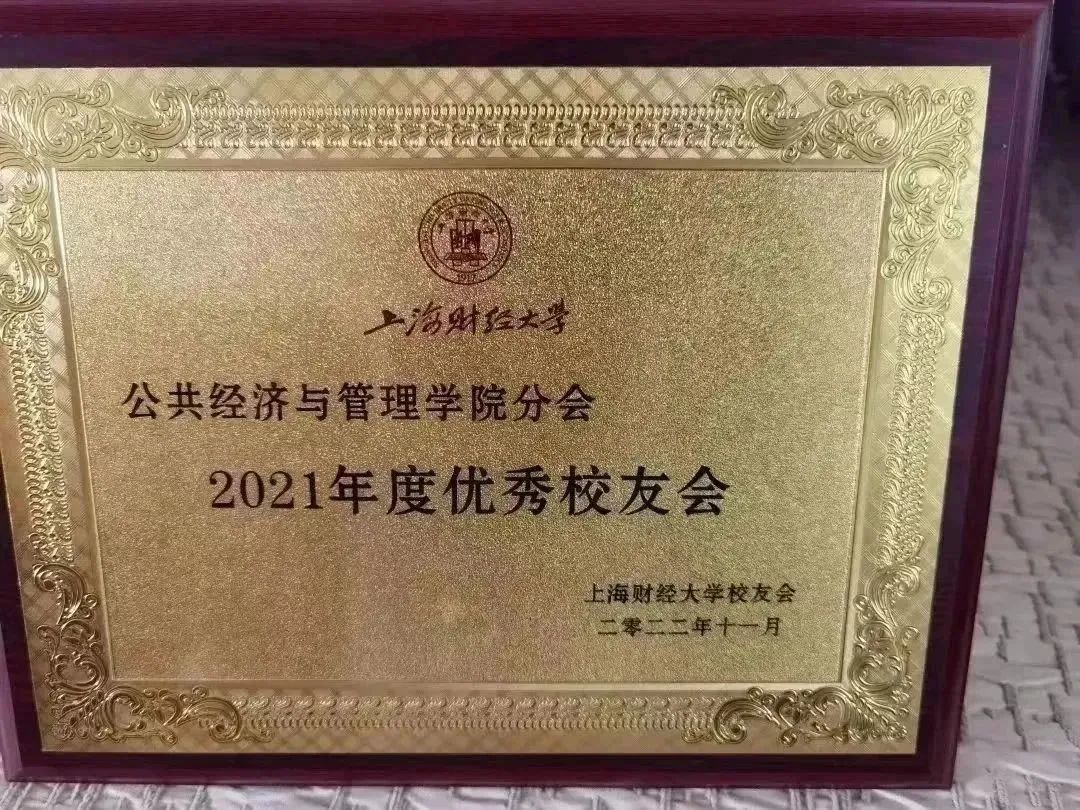 1917
上海财经大学
公共经济与管理学院分会
2021年度优秀校友会
上海财经大学校友会
二零二二年十一月